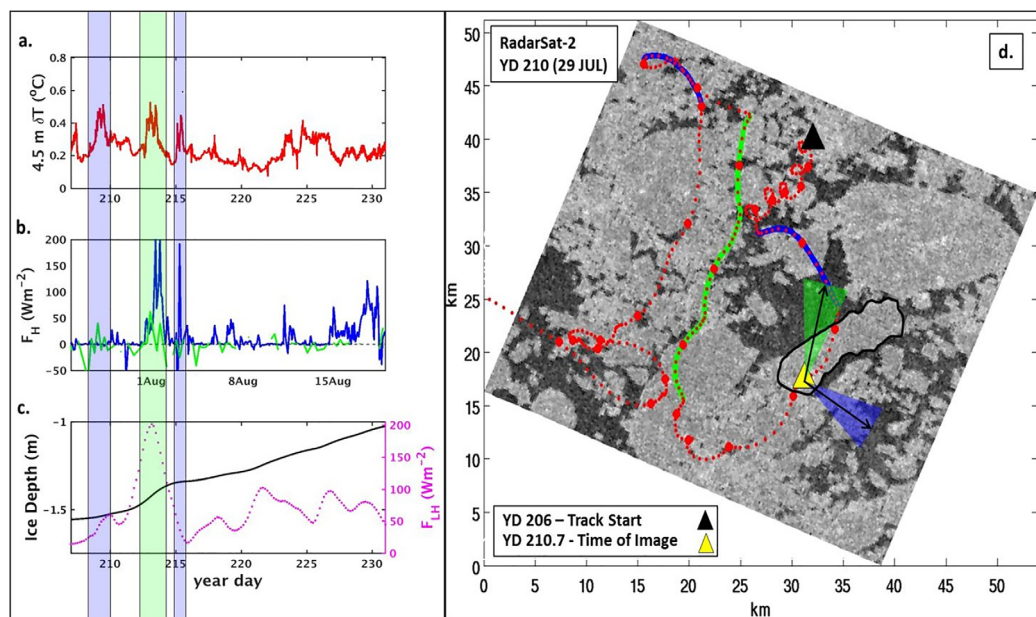 a.
4.5 m δT (°C)
0.8
0.6
0.4
0.2
0
210
215
220
225
230
b.
F_H (Wm⁻²)
200
150
100
50
0
-50
1Aug
8Aug
15Aug
c.
Ice Depth (m)
-1
-1.5
F_LH (Wm⁻²)
200
150
100
50
0
210
215
220
225
230
year day
RadarSat-2
YD 210 (29 JUL)
d.
km
50
45
40
35
30
25
20
15
10
5
0
YD 206 – Track Start
YD 210.7 - Time of Image
0
5
10
15
20
25
30
35
40
45
50
km